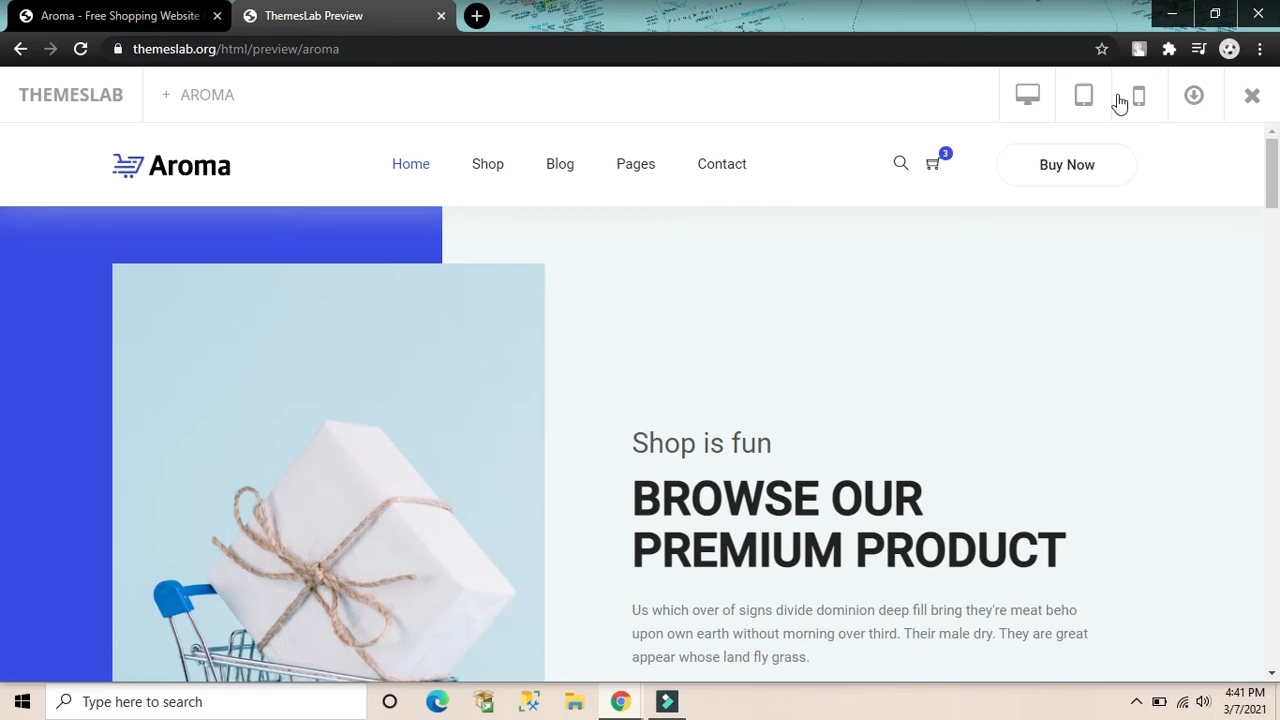 Aroma - Free Shopping Website
ThemesLab Preview
themeslab.org/html/preview/aroma
THEMESLAB
+ AROMA
Aroma
Home
Shop
Blog
Pages
Contact
3
Buy Now
Shop is fun
BROWSE OUR
PREMIUM PRODUCT
Us which over of signs divide dominion deep fill bring they're meat beho
upon own earth without morning over third. Their male dry. They are great
appear whose land fly grass.
Type here to search
4:41 PM
3/7/2021